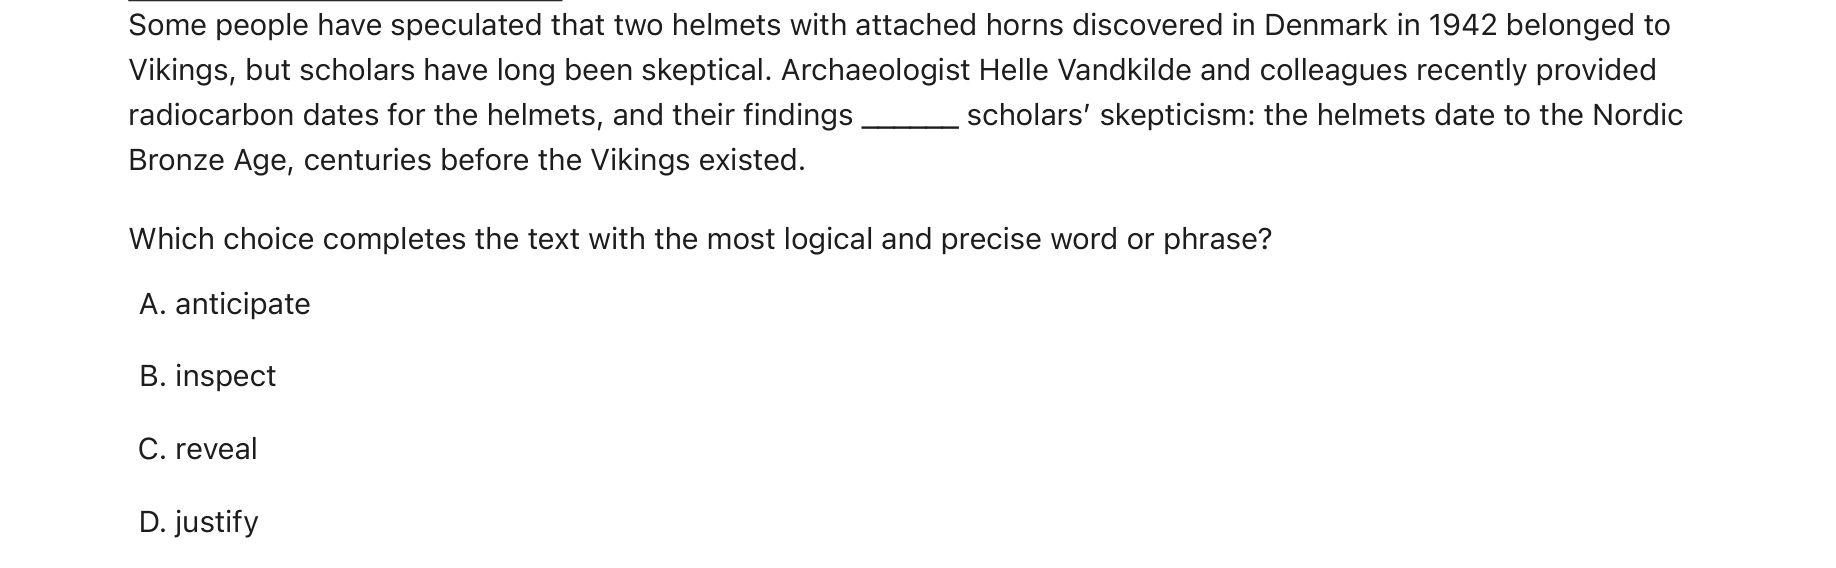 Some people have speculated that two helmets with attached horns discovered in Denmark in 1942 belonged to
Vikings, but scholars have long been skeptical. Archaeologist Helle Vandkilde and colleagues recently provided
radiocarbon dates for the helmets, and their findings ______ scholars’ skepticism: the helmets date to the Nordic
Bronze Age, centuries before the Vikings existed.
Which choice completes the text with the most logical and precise word or phrase?
A. anticipate
B. inspect
C. reveal
D. justify